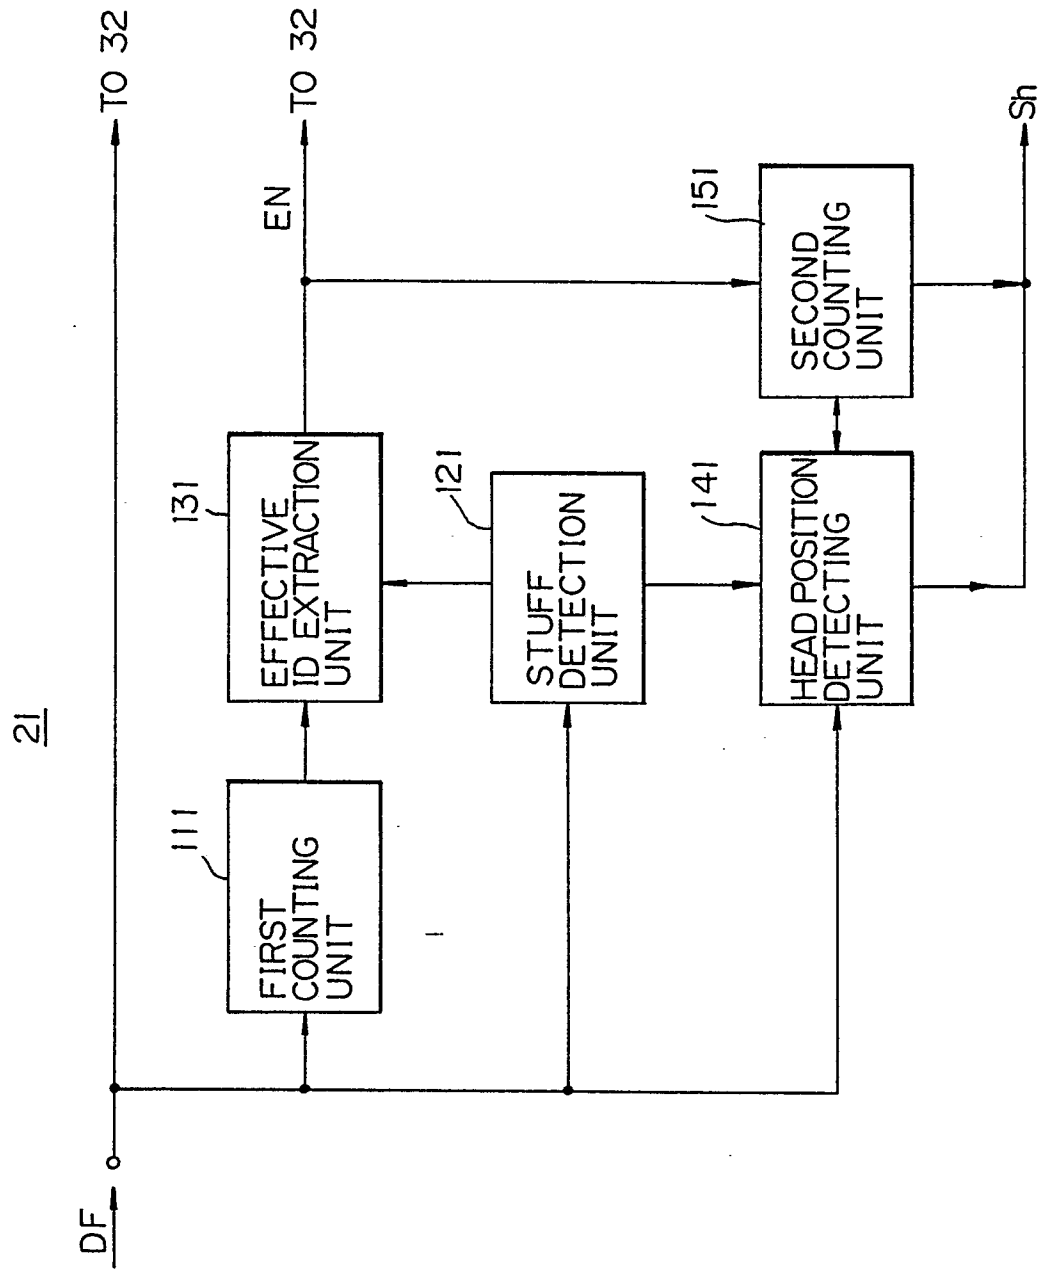 21
DF
TO 32
111
FIRST
COUNTING
UNIT
131
EFFECTIVE
ID EXTRACTION
UNIT
EN
TO 32
121
STUFF
DETECTION
UNIT
141
HEAD POSITION
DETECTING
UNIT
151
SECOND
COUNTING
UNIT
Sh